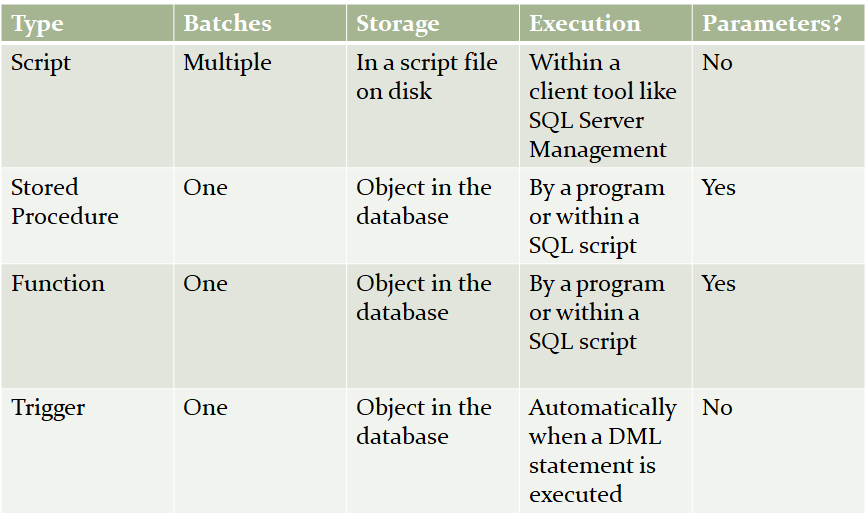 Type Batches Storage Execution Parameters?
Script Multiple In a script file Within a No
on disk client tool like
SQL Server
Management
Stored One Object in the By a program Yes
Procedure database or within a
SQL script
Function One Object in the By a program Yes
database or within a
SQL script
Trigger One Object in the Automatically No
database when a DML
statement is
executed